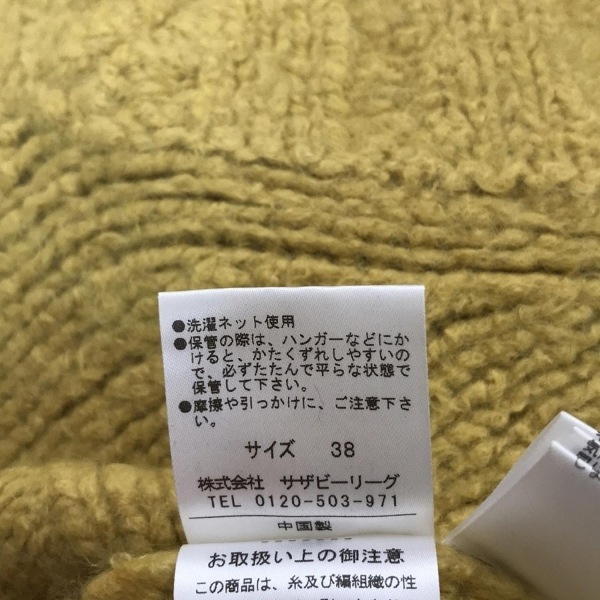 ●洗濯ネット使用
●保管の際は、ハンガーなどにか
けると、かたくずれしやすいの
で、必ずたたんで平らな状態で
保管して下さい。
●摩擦や引っかけに、ご注意下さ
い。
サイズ 38
株式会社 サザビーリーグ
TEL 0120-503-971
中国製
お取扱い上の御注意
この商品は、糸及び編組織の性